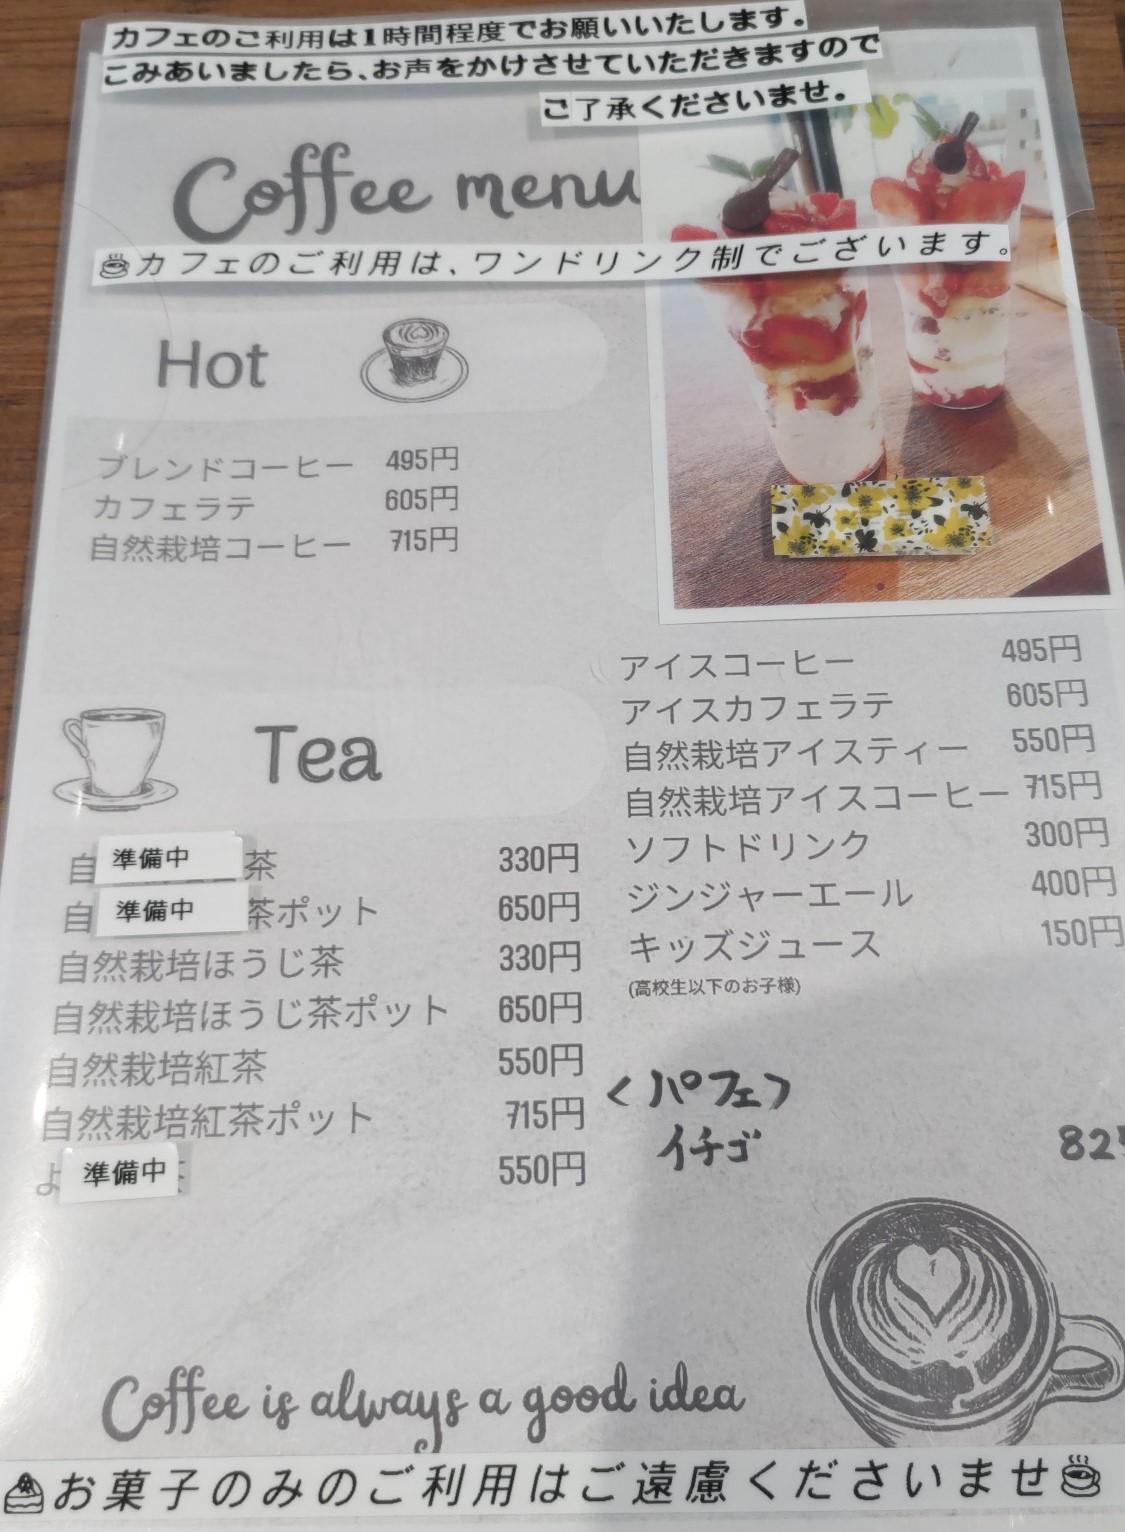 カフェのご利用は1時間程度でお願いいたします。
こみあいましたら、お声をかけさせていただきますので
ご了承くださいませ。
Coffee menu
カフェのご利用は、ワンドリンク制でございます。
Hot
ブレンドコーヒー 495円
カフェラテ 605円
自然栽培コーヒー 715円
Tea
自 準備中 茶 330円
自 準備中 茶ポット 650円
自然栽培ほうじ茶 330円
自然栽培ほうじ茶ポット 650円
自然栽培紅茶 550円
自然栽培紅茶ポット 715円
よ 準備中 茶 550円
アイスコーヒー 495円
アイスカフェラテ 605円
自然栽培アイスティー 550円
自然栽培アイスコーヒー 715円
ソフトドリンク 300円
ジンジャーエール 400円
キッズジュース 150円
(高校生以下のお子様)
<パフェ>
イチゴ 825
Coffee is always a good idea
お菓子のみのご利用はご遠慮くださいませ